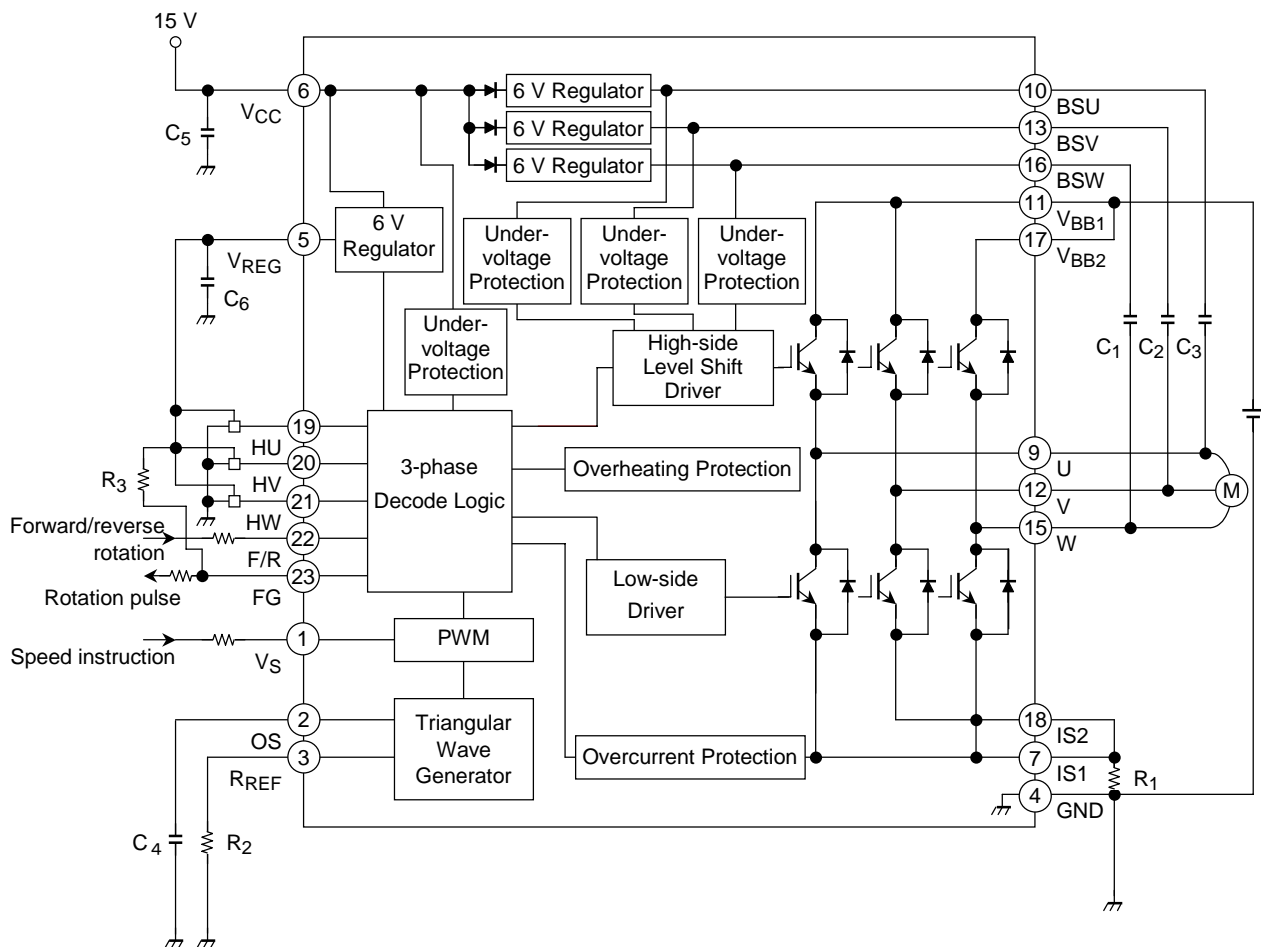 15 V
6
VCC
C5
6 V Regulator
6 V Regulator
6 V Regulator
10
BSU
13
BSV
16
BSW
11
VBB1
17
VBB2
5
VREG
C6
6 V
Regulator
Under-
voltage
Protection
Under-
voltage
Protection
Under-
voltage
Protection
Under-
voltage
Protection
High-side
Level Shift
Driver
C1
C2
C3
19
HU
20
HV
21
HW
R3
Forward/reverse
rotation
22
F/R
23
FG
Rotation pulse
3-phase
Decode Logic
Overheating Protection
9
U
12
V
15
W
M
Low-side
Driver
Speed instruction
1
VS
PWM
2
OS
3
RREF
Triangular
Wave
Generator
Overcurrent Protection
18
IS2
7
IS1
4
GND
R1
C4
R2